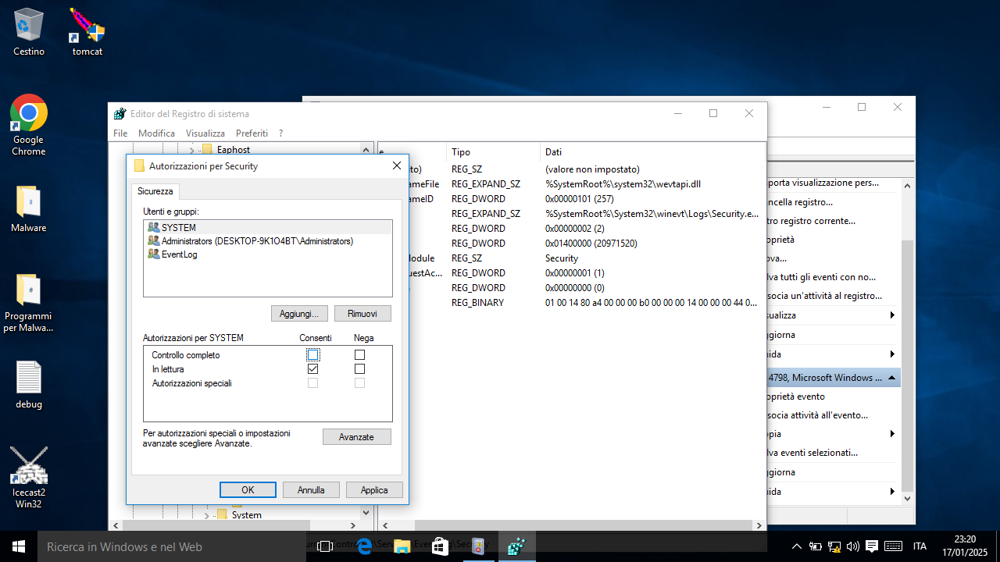 Cestino
tomcat
Google
Chrome
Malware
Programmi
per Malwa...
debug
Icecast2
Win32
Editor del Registro di sistema
File Modifica Visualizza Preferiti ?
Eaphost
Autorizzazioni per Security
Sicurezza
Utenti e gruppi:
SYSTEM
Administrators (DESKTOP-9K1O4BT\Administrators)
EventLog
Aggiungi... Rimuovi
Autorizzazioni per SYSTEM Consenti Nega
Controllo completo
In lettura
Autorizzazioni speciali
Per autorizzazioni speciali o impostazioni
avanzate scegliere Avanzate.
Avanzate
OK Annulla Applica
System
e Tipo Dati
to) REG_SZ (valore non impostato)
ameFile REG_EXPAND_SZ %SystemRoot%\system32\wevtapi.dll
ameID REG_DWORD 0x00000101 (257)
REG_EXPAND_SZ %SystemRoot%\System32\winevt\Logs\Security.e...
REG_DWORD 0x00000002 (2)
REG_DWORD 0x01400000 (20971520)
odule REG_SZ Security
uestAc... REG_DWORD 0x00000001 (1)
REG_DWORD 0x00000000 (0)
REG_BINARY 01 00 14 80 a4 00 00 00 b0 00 00 00 14 00 00 00 44 0...
porta visualizzazione pers...
ncella registro...
tro registro corrente...
oprietà
ova...
lva tutti gli eventi con no...
socia un'attività al registro...
sualizza
ggiorna
ida
4798, Microsoft Windows ...
oprietà evento
socia attività all'evento...
pia
lva eventi selezionati...
ggiorna
ida
Ricerca in Windows e nel Web
ITA
23:20
17/01/2025